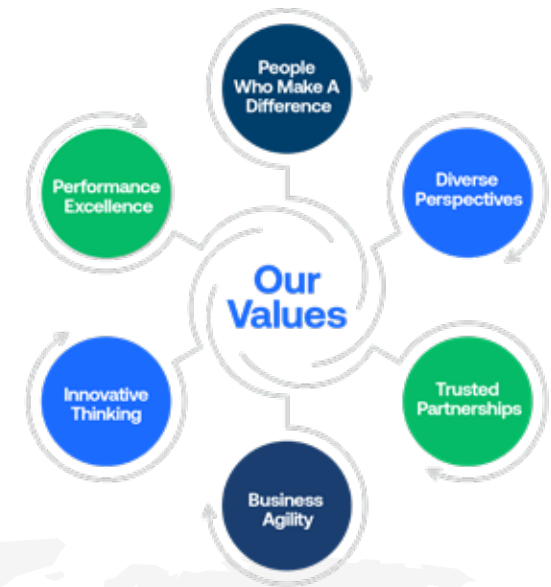 People
Who Make A
Difference
Diverse
Perspectives
Trusted
Partnerships
Business
Agility
Innovative
Thinking
Performance
Excellence
Our
Values